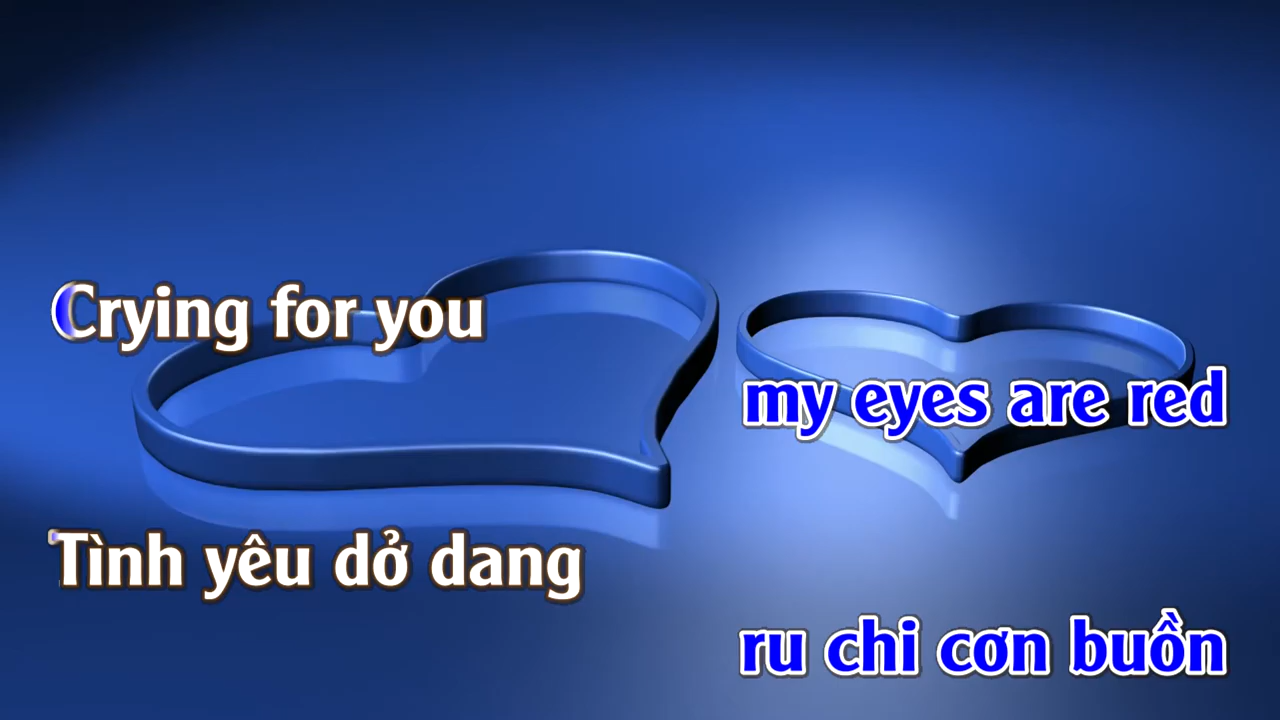 Crying for you
my eyes are red
Tình yêu dở dang
ru chi cơn buồn